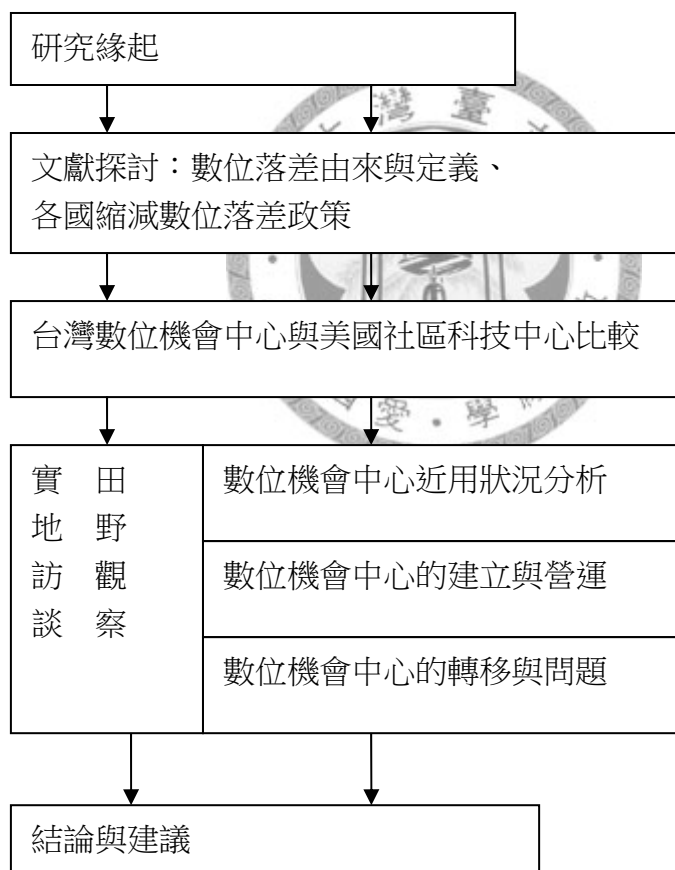 研究緣起
文獻探討：數位落差由來與定義、
各國縮減數位落差政策
台灣數位機會中心與美國社區科技中心比較
實地訪談
田野觀察
數位機會中心近用狀況分析
數位機會中心的建立與營運
數位機會中心的轉移與問題
結論與建議
灣 臺
愛 · 學